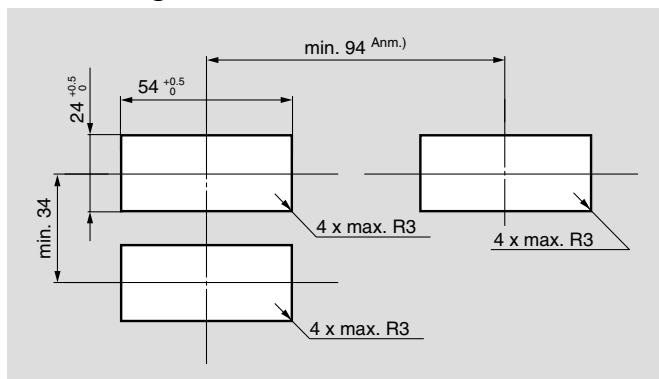 min. 94 Anm.)
54 +0.5 0
24 +0.5 0
min. 34
4 x max. R3
4 x max. R3
4 x max. R3